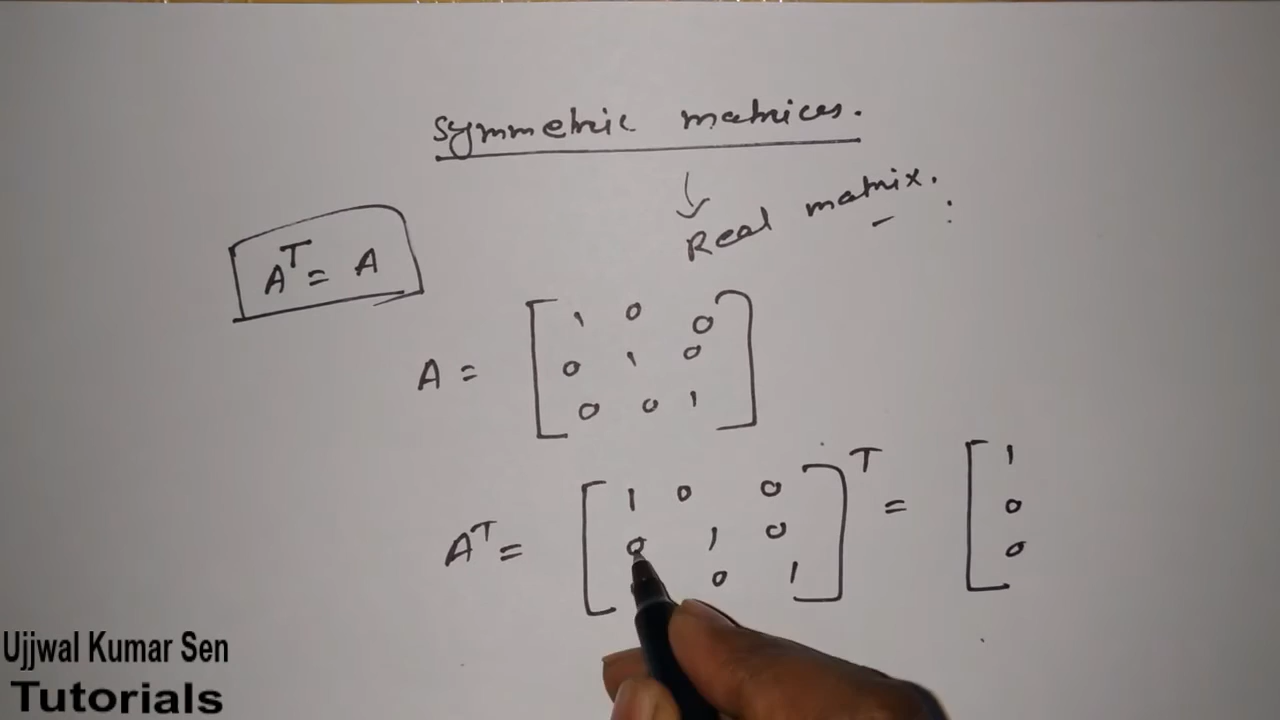 symmetric matrices.
↓
Real matrix.
:
A^T = A
A = [ 1 0 0
0 1 0
0 0 1 ]
A^T = [ 1 0 0
0 1 0
0 1 ]^T = [ 1
0
0
Ujjwal Kumar Sen
Tutorials